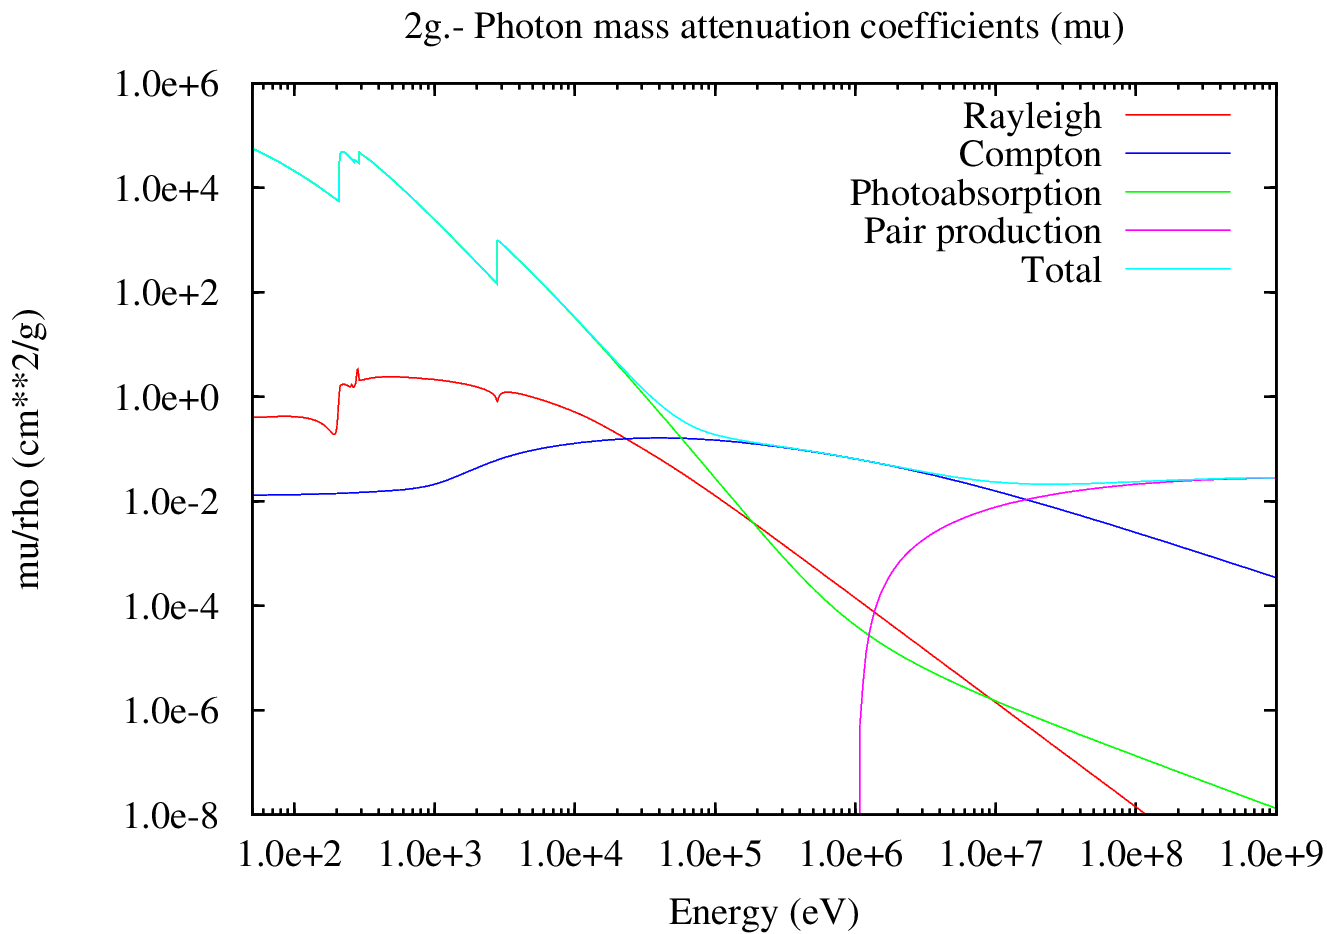 2g.- Photon mass attenuation coefficients (mu)
1.0e+6
1.0e+4
1.0e+2
1.0e+0
1.0e-2
1.0e-4
1.0e-6
1.0e-8
mu/rho (cm**2/g)
Rayleigh
Compton
Photoabsorption
Pair production
Total
1.0e+2 1.0e+3 1.0e+4 1.0e+5 1.0e+6 1.0e+7 1.0e+8 1.0e+9
Energy (eV)